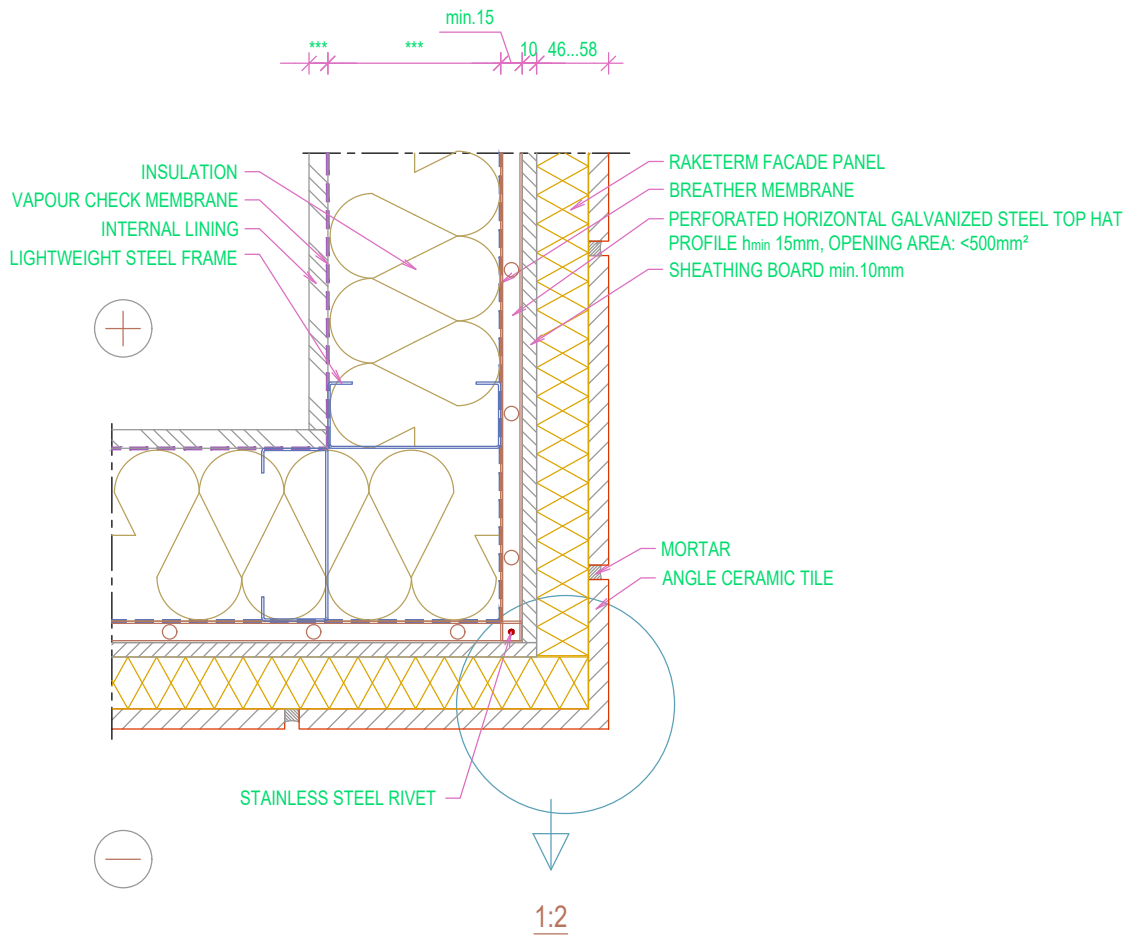 min.15
*** *** 10 46...58
INSULATION
VAPOUR CHECK MEMBRANE
INTERNAL LINING
LIGHTWEIGHT STEEL FRAME
RAKETERM FACADE PANEL
BREATHER MEMBRANE
PERFORATED HORIZONTAL GALVANIZED STEEL TOP HAT
PROFILE hmin 15mm, OPENING AREA: <500mm²
SHEATHING BOARD min.10mm
MORTAR
ANGLE CERAMIC TILE
STAINLESS STEEL RIVET
1:2